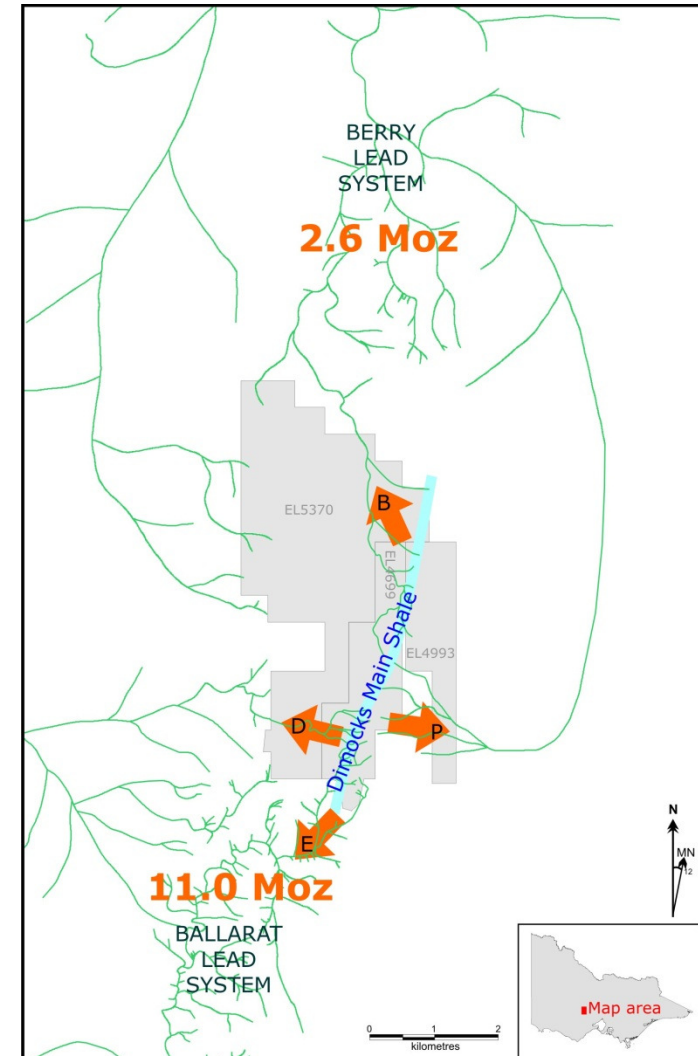 BERRY
LEAD
SYSTEM
2.6 Moz
EL5370
B
EL4699
Dimocks Main Shale
EL4993
D
P
E
11.0 Moz
BALLARAT
LEAD
SYSTEM
N
MN
12
Map area
0 1 2
kilometres